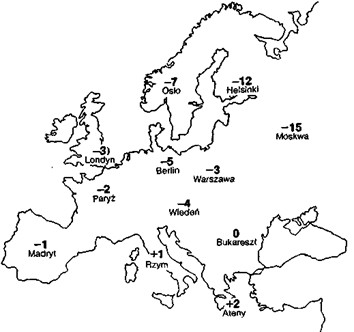 -7
Oslo
-12
Helsinki
-15
Moskwa
-3)
Londyn
-5
Berlin
-3
Warszawa
-2
Paryż
-4
Wiedeń
0
Bukareszt
-1
Madryt
+1
Rzym
+2
Ateny